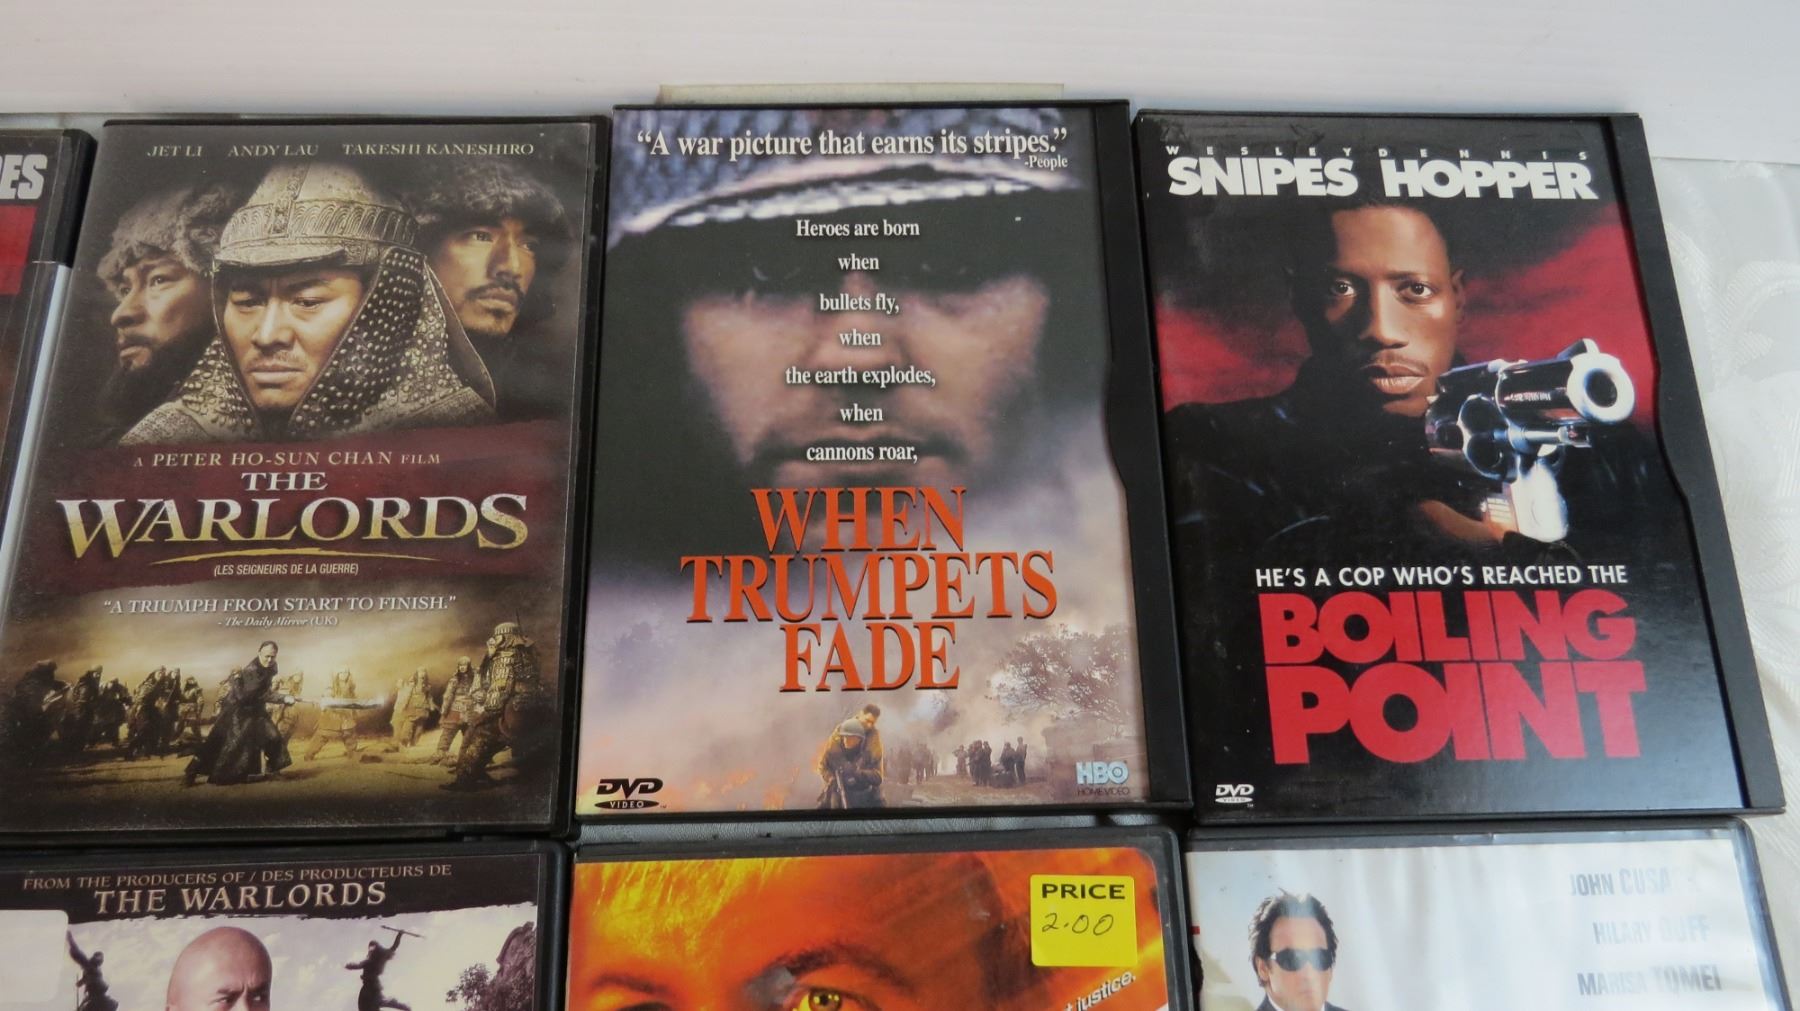 ES
JET LI ANDY LAU TAKESHI KANESHIRO
A PETER HO-SUN CHAN FILM
THE
WARLORDS
(LES SEIGNEURS DE LA GUERRE)
"A TRIUMPH FROM START TO FINISH."
- The Daily Mirror (UK)
"A war picture that earns its stripes."
-People
Heroes are born
when
bullets fly,
when
the earth explodes,
when
cannons roar,
WHEN
TRUMPETS
FADE
DVD
VIDEO
TM
HBO
HOME VIDEO
WESLEY DENNIS
SNIPES HOPPER
HE'S A COP WHO'S REACHED THE
BOILING
POINT
DVD
VIDEO
TM
FROM THE PRODUCERS OF / DES PRODUCTEURS DE
THE WARLORDS
PRICE
2.00
justice.
JOHN CUSACK
HILARY DUFF
MARISA TOMEI